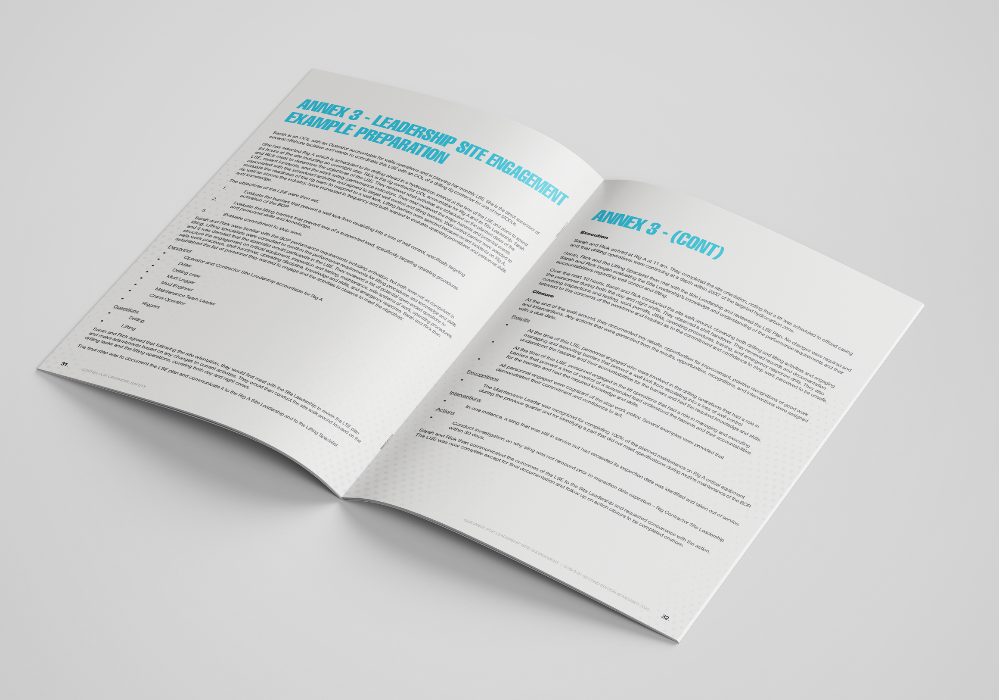 ANNEX 3 - LEADERSHIP SITE ENGAGEMENT
EXAMPLE PREPARATION
Sarah is an OOL with an Operator accountable for wells operations and is planning her monthly LSE. She is the direct supervisor of
several offshore facilities and wants to coordinate this LSE with an OOL of a drilling rig contractor for one of her MODUs.
She has selected Rig A which is scheduled to be drilling ahead in a hydrocarbon interval at the time of the LSE and plans to spend
24 hours at the site including an overnight stay. Rick is the rig contractor OOL accountable for Rig A and its Site Leadership. Sarah
and Rick meet to determine the objectives of the LSE. They reviewed what activities are scheduled on the planned dates of the
LSE, recent incidents, and the site's safety performance indicators. They next reviewed the major hazards and potential events
associated with the scheduled activities and agreed to target well control and lifting barriers. Well control barriers were selected to
evaluate the readiness of the rig team to respond to a well kick. Lifting barriers were selected because recent incidents on Rig A,
as well as across the industry, have increased in frequency and both wanted to evaluate operating procedures and personnel skills
and knowledge.
The objectives of the LSE were then set:
1. Evaluate the barriers that prevent a well kick from escalating into a loss of well control, specifically targeting
activation of the BOP.
2. Evaluate the lifting barriers that prevent loss of a suspended load, specifically targeting operating procedures
and personnel skills and knowledge.
3. Evaluate commitment to stop work.
Sarah and Rick were familiar with the BOP performance requirements including activation, but both were not as competent in
lifting. Lifting specialists were consulted to confirm the performance requirements for lifting procedures and knowledge and skills
and it was decided that the specialist would participate in the LSE. They reviewed a list of potential open-ended questions to
structure the engagement on critical equipment, inspection and testing, maintenance, safe systems of work, operating procedures,
safe work practices, shift handover, operating discipline, knowledge and skills, and emergency response. Sarah and Rick then
established the list of personnel they wanted to engage and the activities to observe to meet the objectives:
Personnel
• Operator and Contractor Site Leadership accountable for Rig A
• Driller
• Drilling crew
• Mud Logger
• Mud Engineer
• Maintenance Team Leader
• Crane Operator
• Riggers
Operations
• Drilling
• Lifting
Sarah and Rick agreed that following the site orientation, they would first meet with the Site Leadership to review the LSE plan
and make adjustments based on any changes to current activities. They would then conduct the site walk around focused on the
drilling tasks and the lifting operations, covering both day and night crews.
The final step was to document the LSE plan and communicate it to the Rig A Site Leadership and to the Lifting Specialist.
31.
CENTER FOR OFFSHORE SAFETY
ANNEX 3 - (CONT)
Execution
Sarah and Rick arrived at Rig A at 11 am. They completed the site orientation, noting that a lift was scheduled to offload casing
and that drilling operations were continuing at a depth within 2000' of the targeted hydrocarbon zone.
Sarah, Rick and the Lifting Specialist then met with the Site Leadership and reviewed the LSE Plan. No changes were required and
Sarah and Rick began evaluating the Site Leadership's knowledge and understanding of the performance requirements and their
accountabilities regarding well control and lifting.
Over the next 10 hours, Sarah and Rick conducted the site walk around, observing both drilling and lifting activities and engaging
the personnel during both the day and night shifts. They observed a shift handover. They reviewed records and documentation
covering inspections and testing, work permits, JSAs, operating procedures, training, and emergency response drills. They also
listened to the concerns of the workforce and inquired as to the commitment and confidence to stop work perceived to be unsafe.
Closure
At the end of the walk around, they documented key results, opportunities for improvement, positive recognitions of good work
and interventions. Any actions that were generated from the results, opportunities, recognitions, and interventions were assigned
with a due date.
Results
• At the time of this LSE, personnel engaged who were involved in the drilling operations that had a role in
managing and executing barriers that prevent a well kick from escalating into a loss of well control
understood the hazards and their accountabilities for the barriers and had the required knowledge and skills.
• At the time of this LSE, personnel engaged in the lift operations that had a role in managing and executing
barriers that prevent a loss of control of a suspended load understood the hazards and their accountabilities
for the barriers and had the required knowledge and skills.
• All personnel engaged were cognizant of the stop work policy. Several examples were provided that
demonstrated their commitment and confidence to act.
Recognitions
• The Maintenance Leader was recognized for completing 100% of the planned maintenance on Rig A critical equipment
during the previous quarter and for identifying a part that did not meet specifications during routine maintenance of the BOP.
Interventions
• In one instance, a sling that was still in service but had exceeded its inspection date was identified and taken out of service.
Actions
• Conduct investigation on why sling was not removed prior to inspection date expiration – Rig Contractor Site Leadership
within 30 days.
Sarah and Rick then communicated the outcomes of the LSE to the Site Leadership and requested concurrence with the action.
The LSE was now complete except for final documentation and follow up on action closure to be completed onshore.
GUIDANCE FOR LEADERSHIP SITE ENGAGEMENT | COS-3-01 SECOND EDITION NOVEMBER 2020
32.